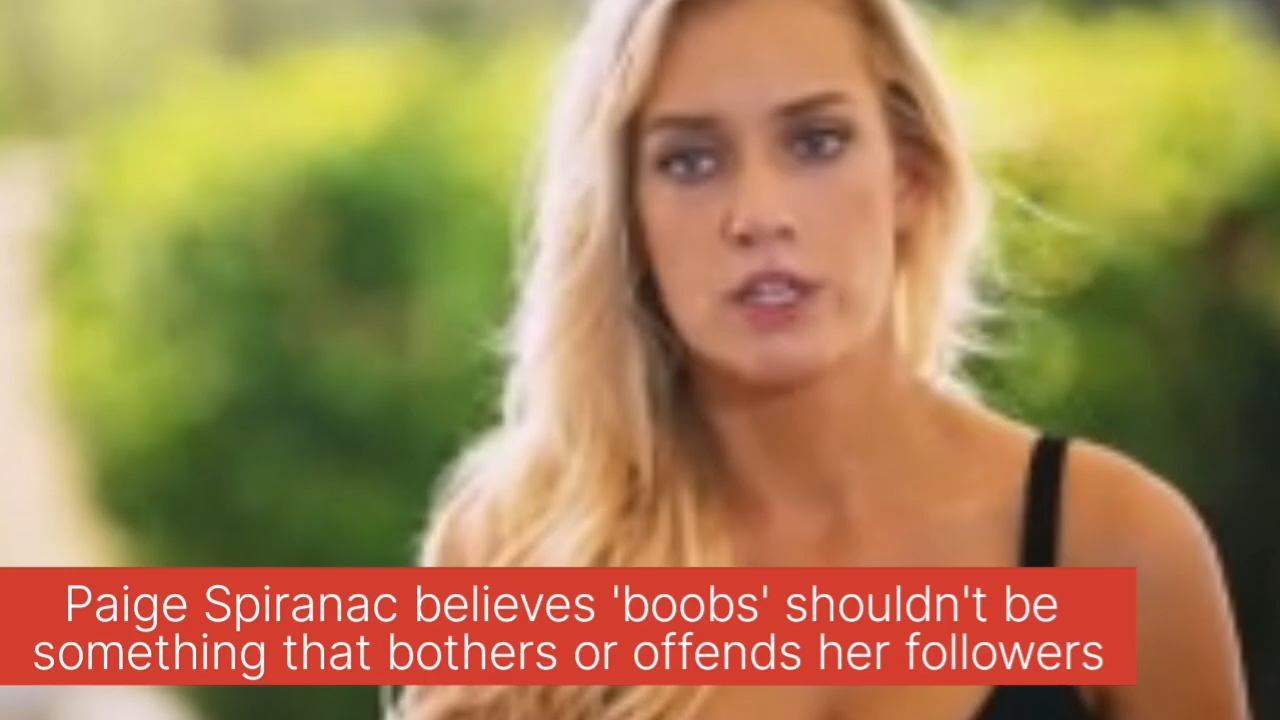 Paige Spiranac believes 'boobs' shouldn't be
something that bothers or offends her followers